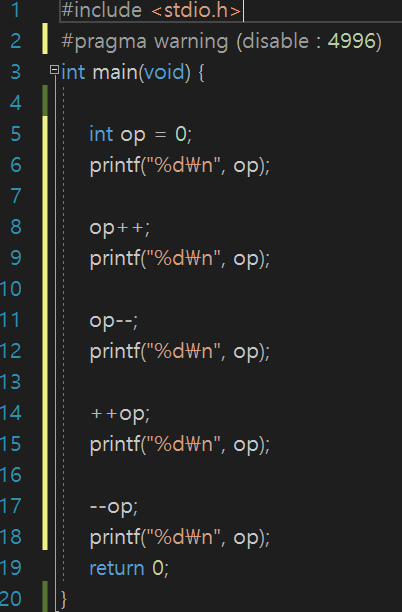 1 #include <stdio.h>
2 #pragma warning (disable : 4996)
3 int main(void) {
4
5 int op = 0;
6 printf("%d₩n", op);
7
8 op++;
9 printf("%d₩n", op);
10
11 op--;
12 printf("%d₩n", op);
13
14 ++op;
15 printf("%d₩n", op);
16
17 --op;
18 printf("%d₩n", op);
19 return 0;
20 }